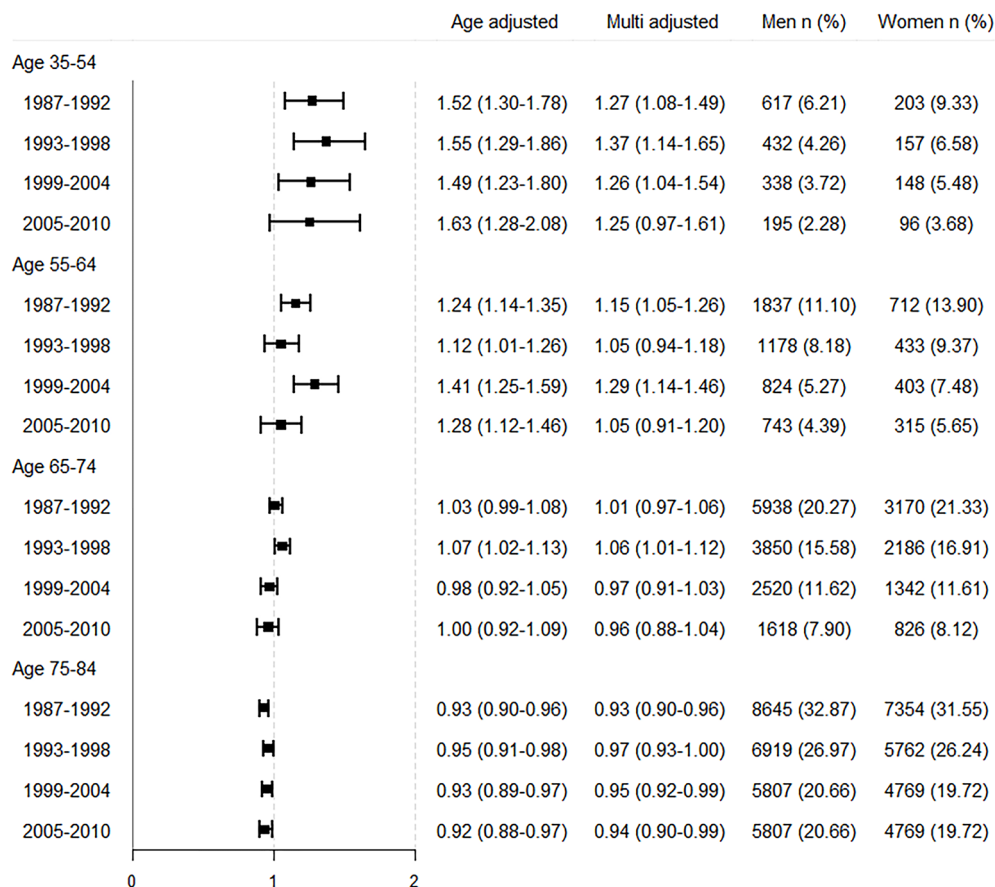 Age adjusted Multi adjusted Men n (%) Women n (%)
Age 35-54
1987-1992 1.52 (1.30-1.78) 1.27 (1.08-1.49) 617 (6.21) 203 (9.33)
1993-1998 1.55 (1.29-1.86) 1.37 (1.14-1.65) 432 (4.26) 157 (6.58)
1999-2004 1.49 (1.23-1.80) 1.26 (1.04-1.54) 338 (3.72) 148 (5.48)
2005-2010 1.63 (1.28-2.08) 1.25 (0.97-1.61) 195 (2.28) 96 (3.68)
Age 55-64
1987-1992 1.24 (1.14-1.35) 1.15 (1.05-1.26) 1837 (11.10) 712 (13.90)
1993-1998 1.12 (1.01-1.26) 1.05 (0.94-1.18) 1178 (8.18) 433 (9.37)
1999-2004 1.41 (1.25-1.59) 1.29 (1.14-1.46) 824 (5.27) 403 (7.48)
2005-2010 1.28 (1.12-1.46) 1.05 (0.91-1.20) 743 (4.39) 315 (5.65)
Age 65-74
1987-1992 1.03 (0.99-1.08) 1.01 (0.97-1.06) 5938 (20.27) 3170 (21.33)
1993-1998 1.07 (1.02-1.13) 1.06 (1.01-1.12) 3850 (15.58) 2186 (16.91)
1999-2004 0.98 (0.92-1.05) 0.97 (0.91-1.03) 2520 (11.62) 1342 (11.61)
2005-2010 1.00 (0.92-1.09) 0.96 (0.88-1.04) 1618 (7.90) 826 (8.12)
Age 75-84
1987-1992 0.93 (0.90-0.96) 0.93 (0.90-0.96) 8645 (32.87) 7354 (31.55)
1993-1998 0.95 (0.91-0.98) 0.97 (0.93-1.00) 6919 (26.97) 5762 (26.24)
1999-2004 0.93 (0.89-0.97) 0.95 (0.92-0.99) 5807 (20.66) 4769 (19.72)
2005-2010 0.92 (0.88-0.97) 0.94 (0.90-0.99) 5807 (20.66) 4769 (19.72)
0 1 2